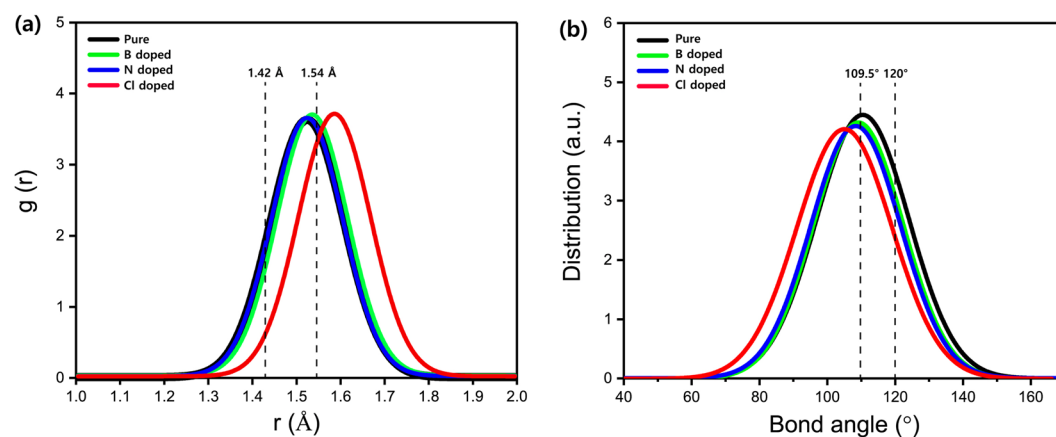 (a)
5
4
3
2
1
0
g (r)
Pure
B doped
N doped
Cl doped
1.42 Å
1.54 Å
1.0 1.1 1.2 1.3 1.4 1.5 1.6 1.7 1.8 1.9 2.0
r (Å)
(b)
6
5
4
3
2
1
0
Distribution (a.u.)
Pure
B doped
N doped
Cl doped
109.5° 120°
40 60 80 100 120 140 160
Bond angle (°)